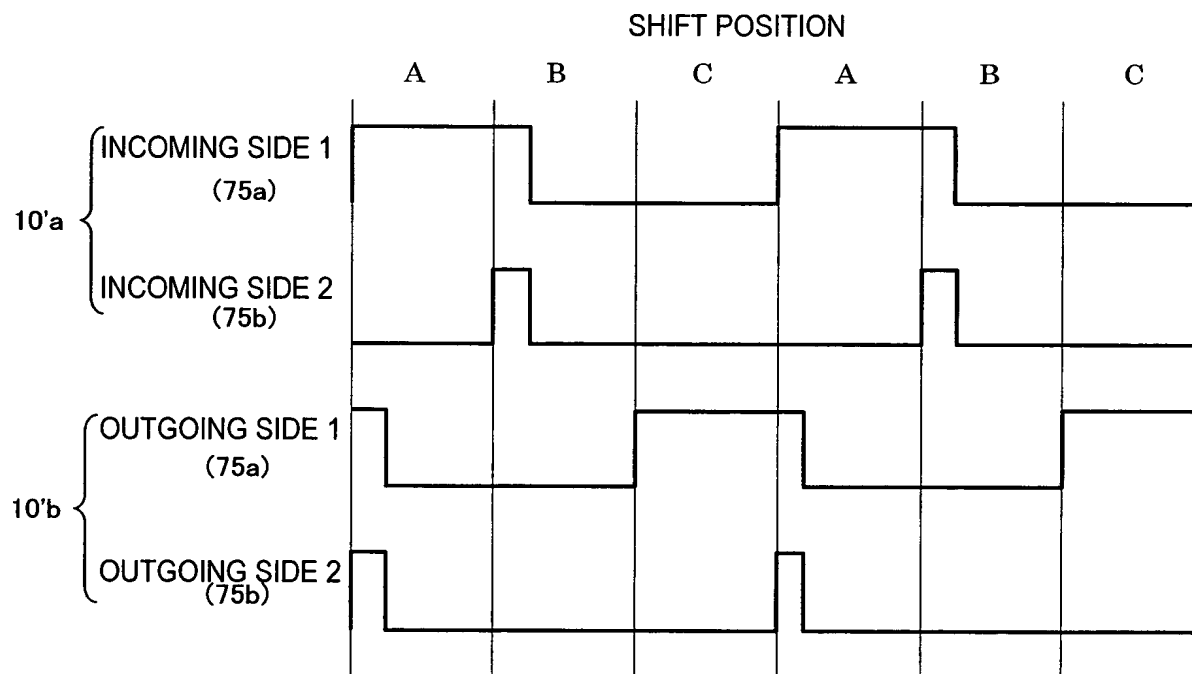 SHIFT POSITION
A B C A B C
INCOMING SIDE 1
(75a)
10'a
INCOMING SIDE 2
(75b)
OUTGOING SIDE 1
(75a)
10'b
OUTGOING SIDE 2
(75b)